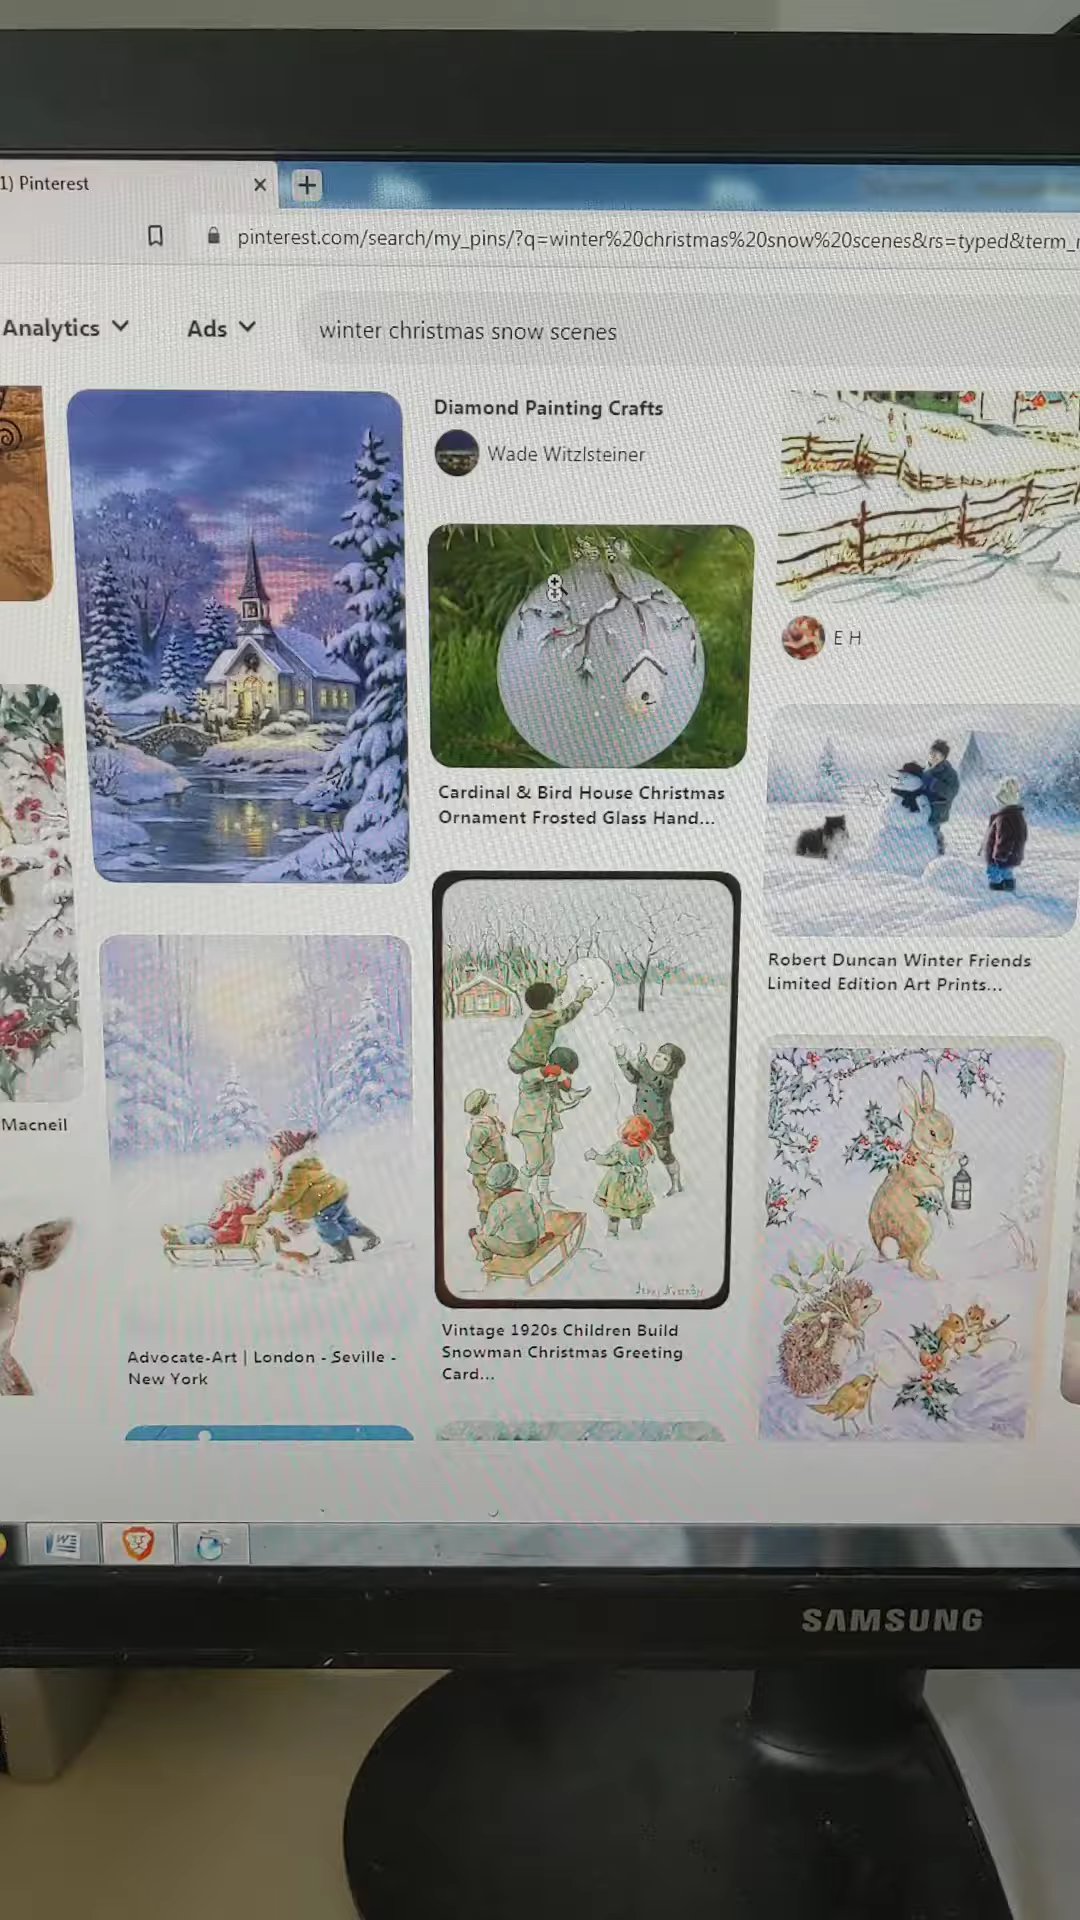 1) Pinterest
pinterest.com/search/my_pins/?q=winter%20christmas%20snow%20scenes&rs=typed&term_
Analytics
Ads
winter christmas snow scenes
Diamond Painting Crafts
Wade Witzlsteiner
E H
Cardinal & Bird House Christmas
Ornament Frosted Glass Hand...
Robert Duncan Winter Friends
Limited Edition Art Prints...
Macneil
Vintage 1920s Children Build
Snowman Christmas Greeting
Card...
Advocate-Art | London - Seville -
New York
SAMSUNG